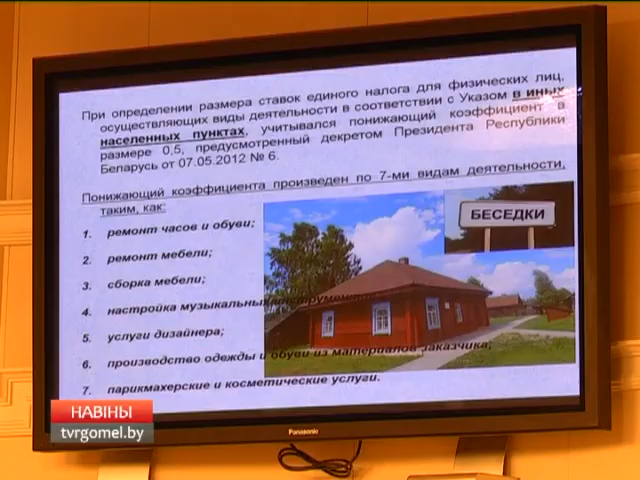 При определении размера ставок единого налога для физических лиц,
осуществляющих виды деятельности в соответствии с Указом в иных
населенных пунктах, учитывался понижающий коэффициент в
размере 0,5, предусмотренный декретом Президента Республики
Беларусь от 07.05.2012 № 6.
Понижающий коэффициента произведен по 7-ми видам деятельности,
таким, как:
1. ремонт часов и обуви;
2. ремонт мебели;
3. сборка мебели;
4. настройка музыкальных инструментов;
5. услуги дизайнера;
6. производство одежды и обуви из материалов заказчика;
7. парикмахерские и косметические услуги.
БЕСЕДКИ
НАВІНЫ
tvrgomel.by
Panasonic